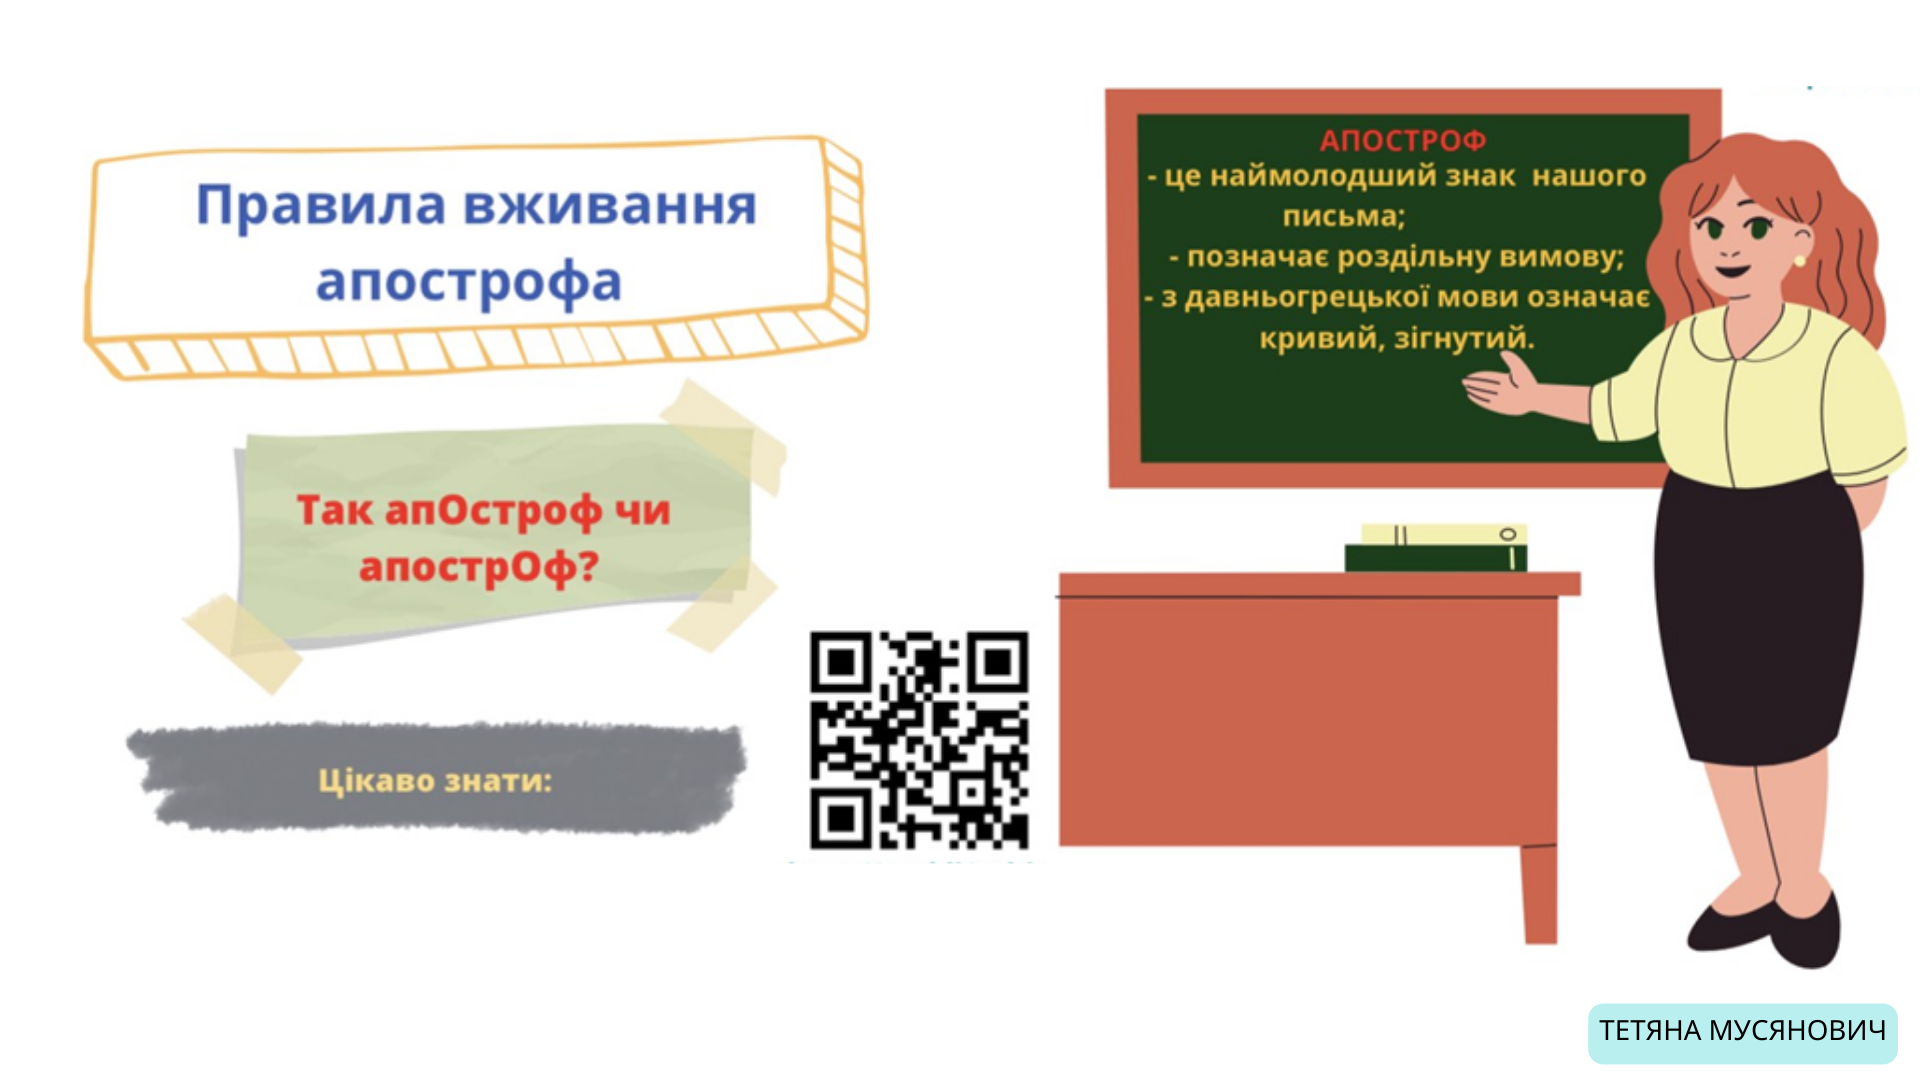 Правила вживання
апострофа
Так апОстроф чи
апострОф?
Цікаво знати:
АПОСТРОФ
- це наймолодший знак нашого
письма;
- позначає роздільну вимову;
- з давньогрецької мови означає
кривий, зігнутий.
ТЕТЯНА МУСЯНОВИЧ